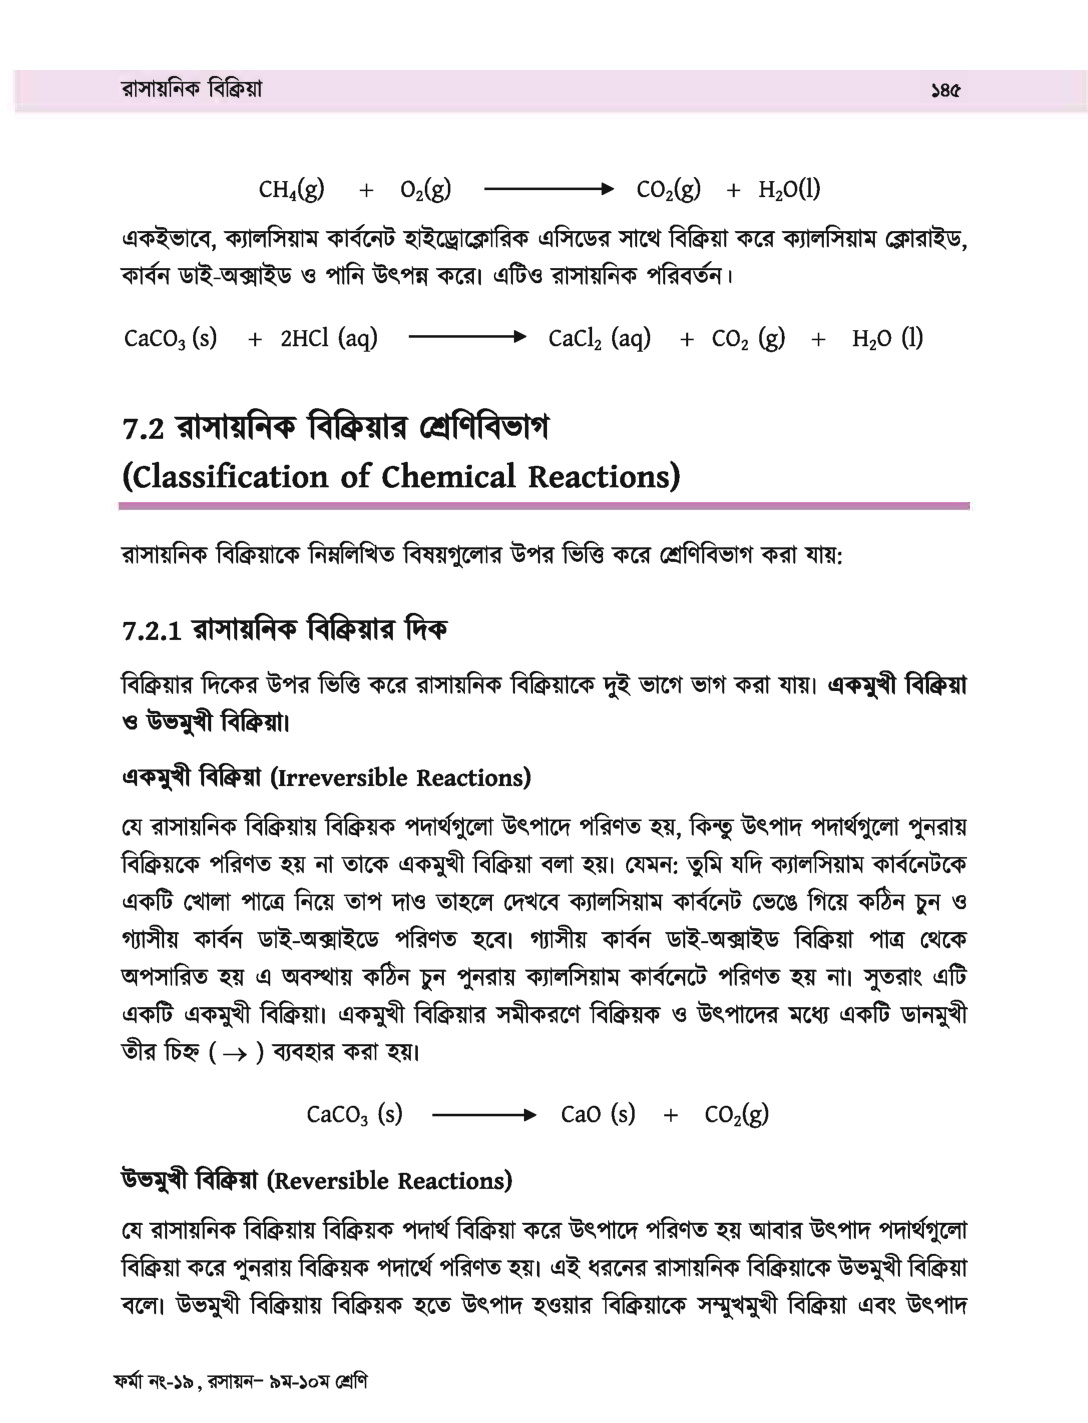 রাসায়নিক বিক্রিয়া ১৪৫
CH₄(g) + O₂(g) ⟶ CO₂(g) + H₂O(l)
একইভাবে, ক্যালসিয়াম কার্বনেট হাইড্রোক্লোরিক এসিডের সাথে বিক্রিয়া করে ক্যালসিয়াম ক্লোরাইড,
কার্বন ডাই-অক্সাইড ও পানি উৎপন্ন করে। এটিও রাসায়নিক পরিবর্তন।
CaCO₃ (s) + 2HCl (aq) ⟶ CaCl₂ (aq) + CO₂ (g) + H₂O (l)
7.2 রাসায়নিক বিক্রিয়ার শ্রেণিবিভাগ
(Classification of Chemical Reactions)
রাসায়নিক বিক্রিয়াকে নিম্নলিখিত বিষয়গুলোর উপর ভিত্তি করে শ্রেণিবিভাগ করা যায়:
7.2.1 রাসায়নিক বিক্রিয়ার দিক
বিক্রিয়ার দিকের উপর ভিত্তি করে রাসায়নিক বিক্রিয়াকে দুই ভাগে ভাগ করা যায়। একমুখী বিক্রিয়া
ও উভমুখী বিক্রিয়া।
একমুখী বিক্রিয়া (Irreversible Reactions)
যে রাসায়নিক বিক্রিয়ায় বিক্রিয়ক পদার্থগুলো উৎপাদে পরিণত হয়, কিন্তু উৎপাদ পদার্থগুলো পুনরায়
বিক্রিয়কে পরিণত হয় না তাকে একমুখী বিক্রিয়া বলা হয়। যেমন: তুমি যদি ক্যালসিয়াম কার্বনেটকে
একটি খোলা পাত্রে নিয়ে তাপ দাও তাহলে দেখবে ক্যালসিয়াম কার্বনেট ভেঙে গিয়ে কঠিন চুন ও
গ্যাসীয় কার্বন ডাই-অক্সাইডে পরিণত হবে। গ্যাসীয় কার্বন ডাই-অক্সাইড বিক্রিয়া পাত্র থেকে
অপসারিত হয় এ অবস্থায় কঠিন চুন পুনরায় ক্যালসিয়াম কার্বনেটে পরিণত হয় না। সুতরাং এটি
একটি একমুখী বিক্রিয়া। একমুখী বিক্রিয়ার সমীকরণে বিক্রিয়ক ও উৎপাদের মধ্যে একটি ডানমুখী
তীর চিহ্ন ( → ) ব্যবহার করা হয়।
CaCO₃ (s) ⟶ CaO (s) + CO₂(g)
উভমুখী বিক্রিয়া (Reversible Reactions)
যে রাসায়নিক বিক্রিয়ায় বিক্রিয়ক পদার্থ বিক্রিয়া করে উৎপাদে পরিণত হয় আবার উৎপাদ পদার্থগুলো
বিক্রিয়া করে পুনরায় বিক্রিয়ক পদার্থে পরিণত হয়। এই ধরনের রাসায়নিক বিক্রিয়াকে উভমুখী বিক্রিয়া
বলে। উভমুখী বিক্রিয়ায় বিক্রিয়ক হতে উৎপাদ হওয়ার বিক্রিয়াকে সম্মুখমুখী বিক্রিয়া এবং উৎপাদ
ফর্মা নং-১৯, রসায়ন– ৯ম-১০ম শ্রেণি